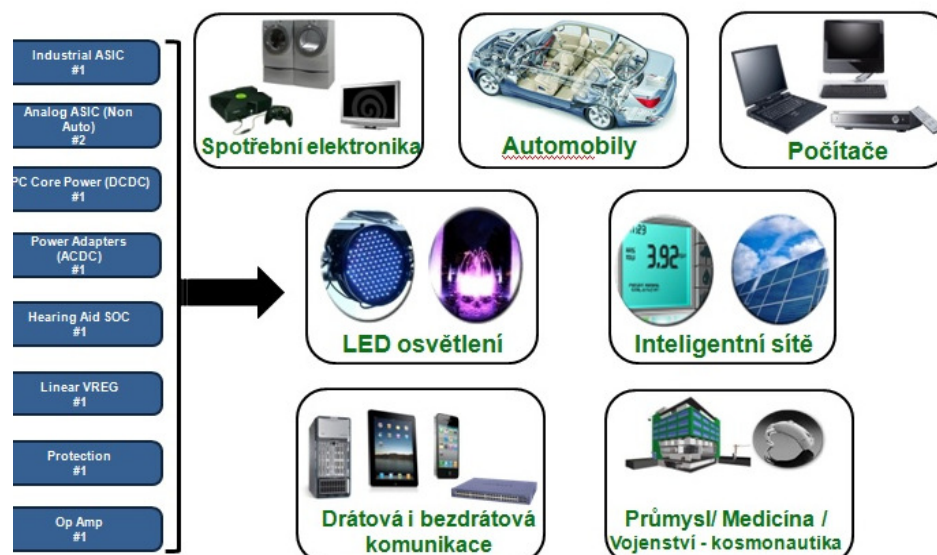 Industrial ASIC
#1
Analog ASIC (Non
Auto)
#2
PC Core Power (DCDC)
#1
Power Adapters
(ACDC)
#1
Hearing Aid SOC
#1
Linear VREG
#1
Protection
#1
Op Amp
#1
Spotřební elektronika
Automobily
Počítače
LED osvětlení
3.92
Inteligentní sítě
Drátová i bezdrátová
komunikace
Průmysl/ Medicína /
Vojenství - kosmonautika